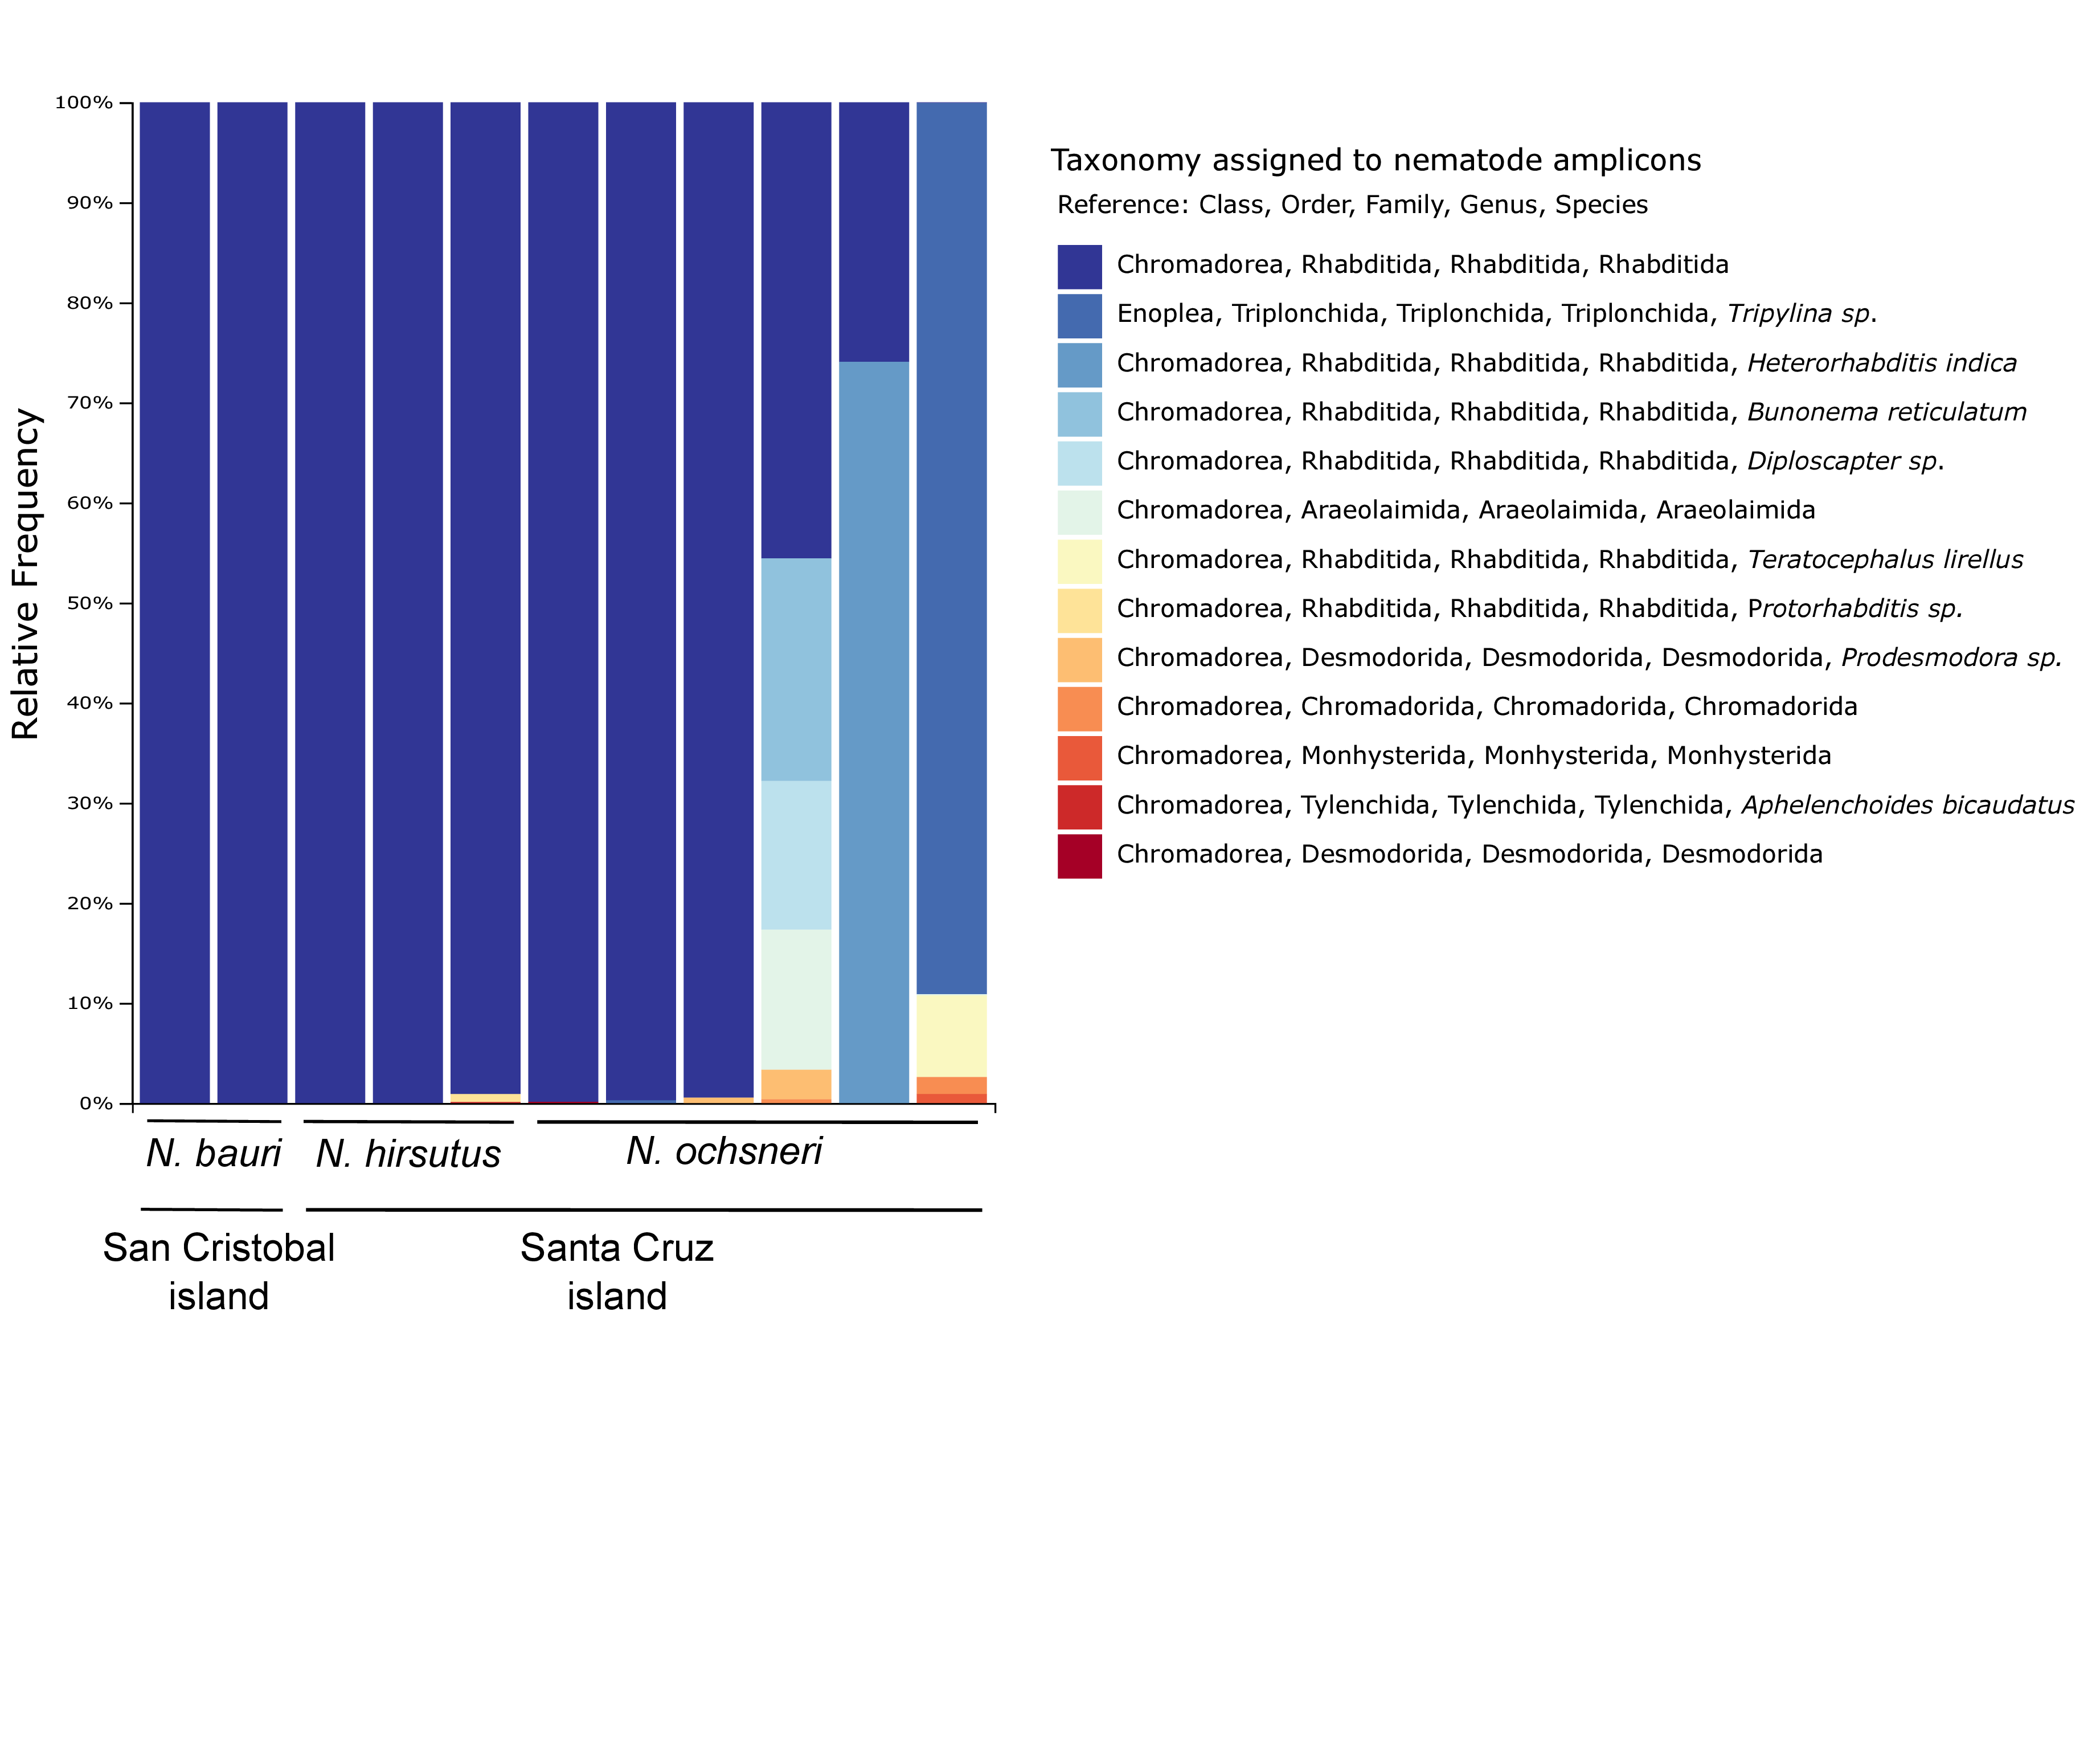 100%
90%
80%
70%
60%
50%
40%
30%
20%
10%
0%
Relative Frequency
Taxonomy assigned to nematode amplicons
Reference: Class, Order, Family, Genus, Species
Chromadorea, Rhabditida, Rhabditida, Rhabditida
Enoplea, Triplonchida, Triplonchida, Triplonchida, Tripylina sp.
Chromadorea, Rhabditida, Rhabditida, Rhabditida, Heterorhabditis indica
Chromadorea, Rhabditida, Rhabditida, Rhabditida, Bunonema reticulatum
Chromadorea, Rhabditida, Rhabditida, Rhabditida, Diploscapter sp.
Chromadorea, Araeolaimida, Araeolaimida, Araeolaimida
Chromadorea, Rhabditida, Rhabditida, Rhabditida, Teratocephalus lirellus
Chromadorea, Rhabditida, Rhabditida, Rhabditida, Protorhabditis sp.
Chromadorea, Desmodorida, Desmodorida, Desmodorida, Prodesmodora sp.
Chromadorea, Chromadorida, Chromadorida, Chromadorida
Chromadorea, Monhysterida, Monhysterida, Monhysterida
Chromadorea, Tylenchida, Tylenchida, Tylenchida, Aphelenchoides bicaudatus
Chromadorea, Desmodorida, Desmodorida, Desmodorida
N. bauri
N. hirsutus
N. ochsneri
San Cristobal
island
Santa Cruz
island